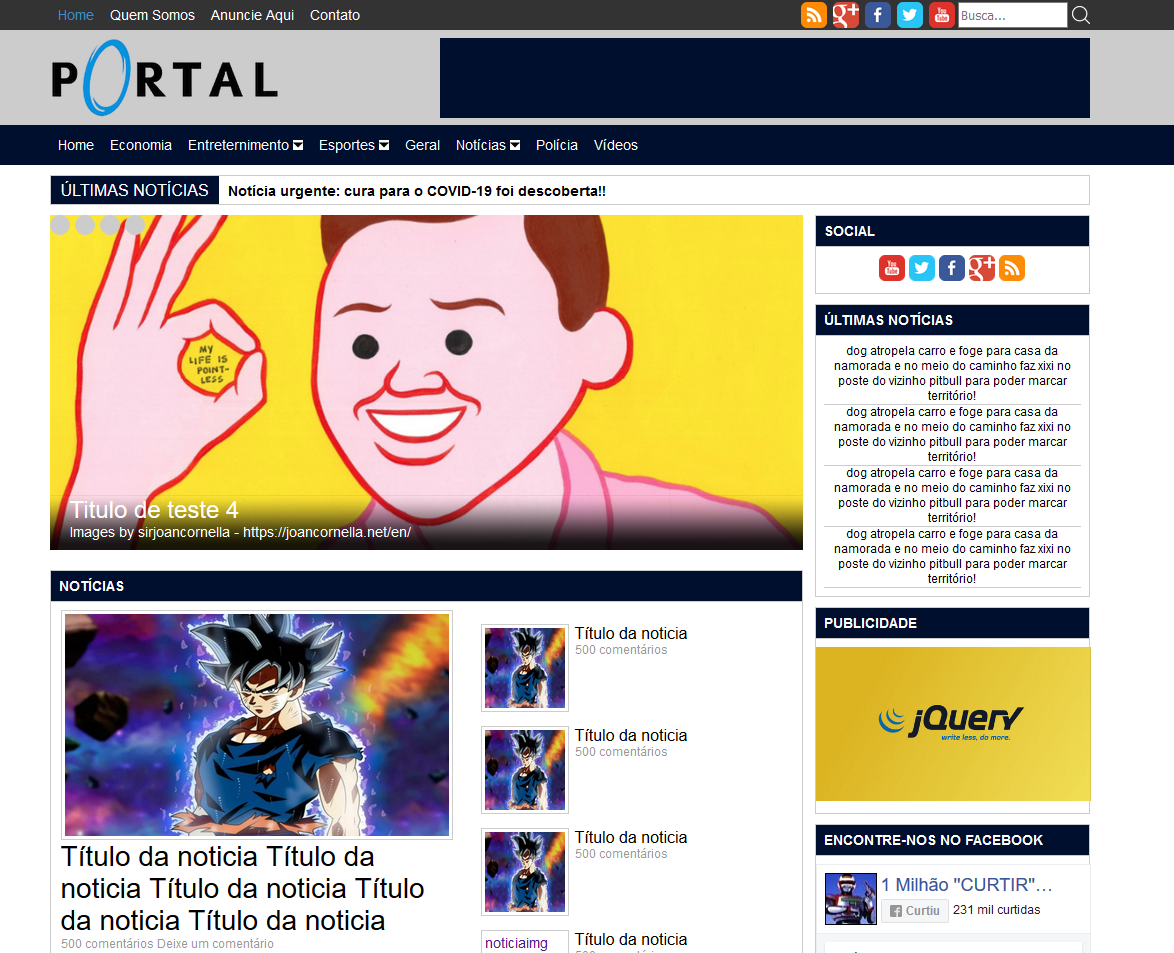 Home Quem Somos Anuncie Aqui Contato
g+ f You Tube Busca...
PORTAL
Home Economia Entreternimento Esportes Geral Notícias Polícia Vídeos
ÚLTIMAS NOTÍCIAS Notícia urgente: cura para o COVID-19 foi descoberta!!
MY
LIFE IS
POINT-
LESS
Titulo de teste 4
Images by sirjoancornella - https://joancornella.net/en/
NOTÍCIAS
Título da noticia Título da
noticia Título da noticia Título
da noticia Título da noticia
500 comentários Deixe um comentário
Título da noticia
500 comentários
Título da noticia
500 comentários
Título da noticia
500 comentários
noticiaimg
Título da noticia
SOCIAL
You Tube f g+
ÚLTIMAS NOTÍCIAS
dog atropela carro e foge para casa da
namorada e no meio do caminho faz xixi no
poste do vizinho pitbull para poder marcar
território!
dog atropela carro e foge para casa da
namorada e no meio do caminho faz xixi no
poste do vizinho pitbull para poder marcar
território!
dog atropela carro e foge para casa da
namorada e no meio do caminho faz xixi no
poste do vizinho pitbull para poder marcar
território!
dog atropela carro e foge para casa da
namorada e no meio do caminho faz xixi no
poste do vizinho pitbull para poder marcar
território!
PUBLICIDADE
jQuery
write less, do more.
ENCONTRE-NOS NO FACEBOOK
1 Milhão "CURTIR"...
Curtiu 231 mil curtidas